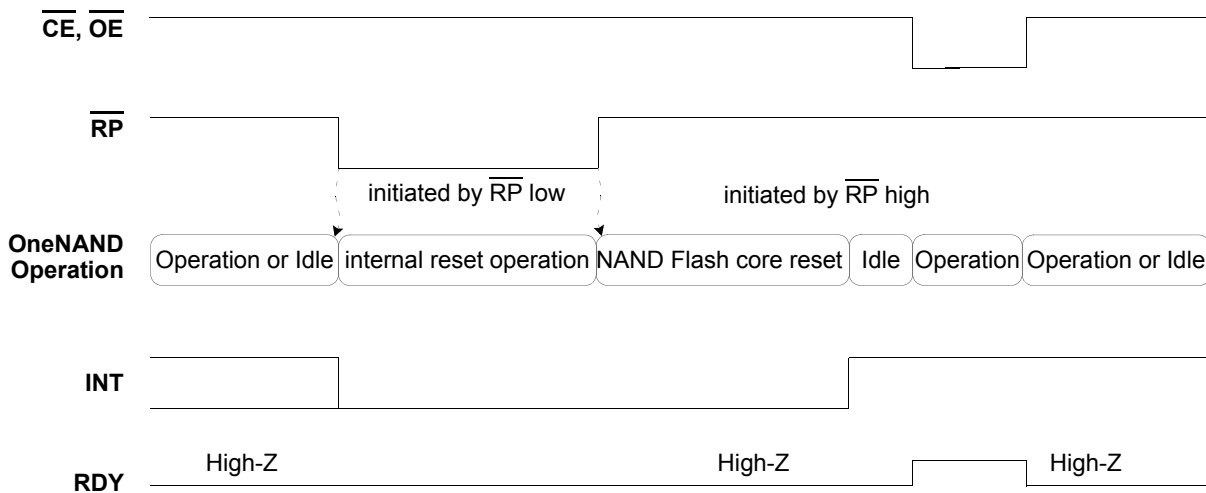 CE, OE
RP
initiated by RP low
initiated by RP high
OneNAND
Operation
Operation or Idle
internal reset operation
NAND Flash core reset
Idle
Operation
Operation or Idle
INT
High-Z
High-Z
High-Z
RDY